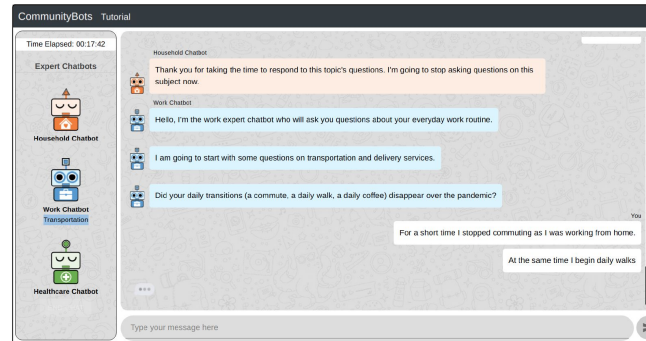 CommunityBots Tutorial
Time Elapsed: 00:17:42
Expert Chatbots
Household Chatbot
Work Chatbot
Transportation
Healthcare Chatbot
Household Chatbot
Thank you for taking the time to respond to this topic's questions. I'm going to stop asking questions on this
subject now.
Work Chatbot
Hello, I'm the work expert chatbot who will ask you questions about your everyday work routine.
I am going to start with some questions on transportation and delivery services.
Did your daily transitions (a commute, a daily walk, a daily coffee) disappear over the pandemic?
You
For a short time I stopped commuting as I was working from home.
At the same time I begin daily walks
Type your message here